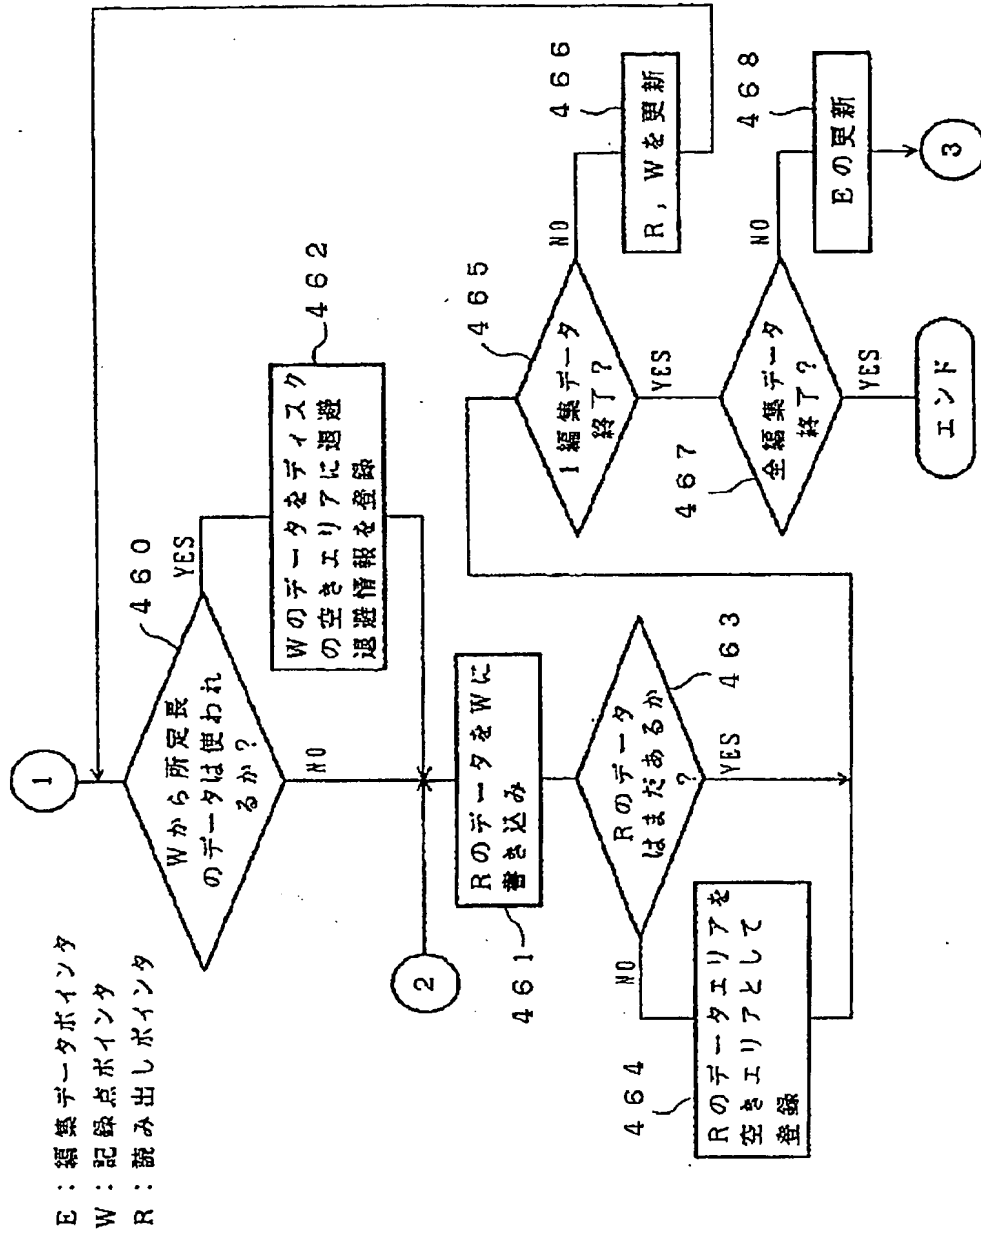 E：編集データポインタ
W：記録点ポインタ
R：読み出しポインタ
1
Wから所定長
のデータは使われ
るか？
460
YES
NO
Wのデータをディスク
の空きエリアに退避
退避情報を登録
462
2
RのデータをWに
書き込み
461
Rのデータ
はまだあるか
？
463
NO
YES
Rのデータエリアを
空きエリアとして
登録
464
1編集データ
終了？
465
NO
YES
R，Wを更新
466
全編集データ
終了？
467
NO
YES
Eの更新
468
3
エンド